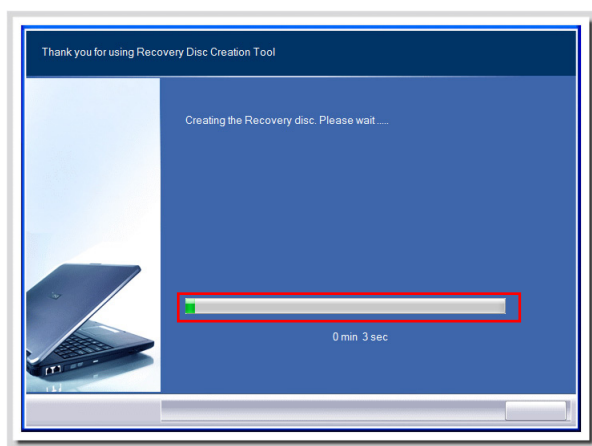 Thank you for using Recovery Disc Creation Tool
Creating the Recovery disc. Please wait .....
0 min 3 sec